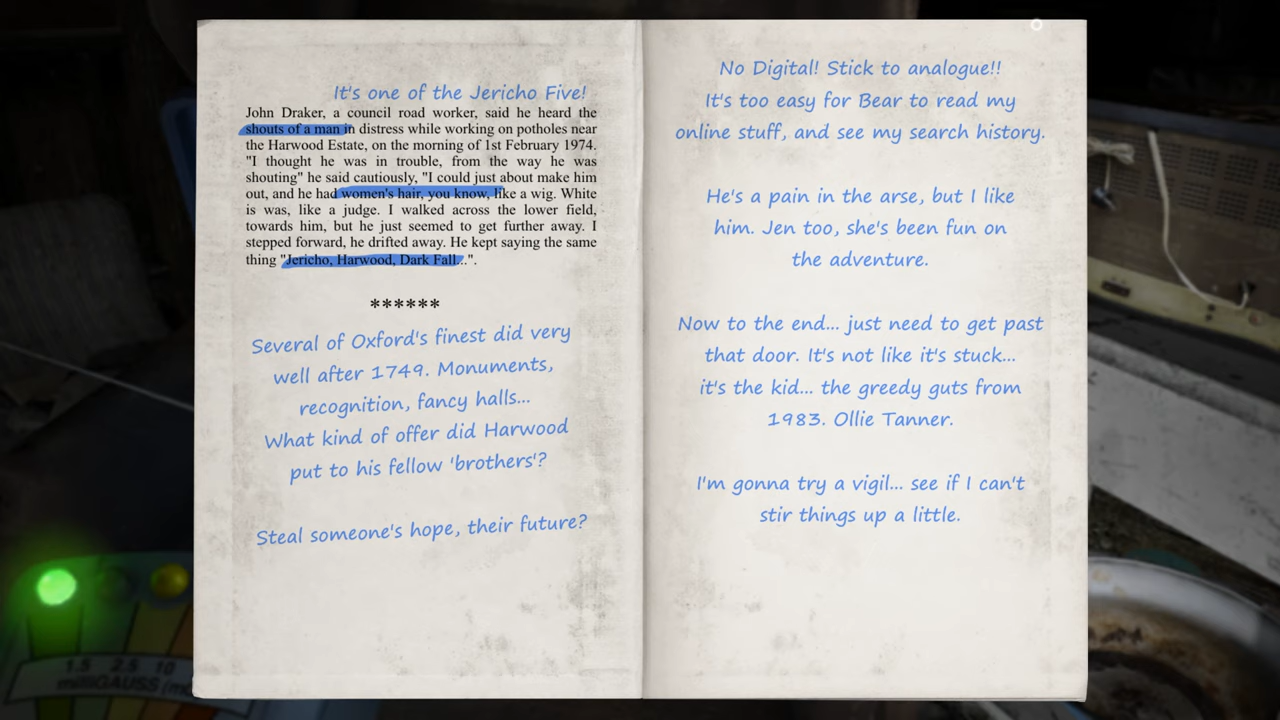 It's one of the Jericho Five!
John Draker, a council road worker, said he heard the
shouts of a man in distress while working on potholes near
the Harwood Estate, on the morning of 1st February 1974.
"I thought he was in trouble, from the way he was
shouting" he said cautiously, "I could just about make him
out, and he had women's hair, you know, like a wig. White
is was, like a judge. I walked across the lower field,
towards him, but he just seemed to get further away. I
stepped forward, he drifted away. He kept saying the same
thing "Jericho, Harwood, Dark Fall...".
******
Several of Oxford's finest did very
well after 1749. Monuments,
recognition, fancy halls...
What kind of offer did Harwood
put to his fellow 'brothers'?
Steal someone's hope, their future?
No Digital! Stick to analogue!!
It's too easy for Bear to read my
online stuff, and see my search history.
He's a pain in the arse, but I like
him. Jen too, she's been fun on
the adventure.
Now to the end... just need to get past
that door. It's not like it's stuck...
it's the kid... the greedy guts from
1983. Ollie Tanner.
I'm gonna try a vigil... see if I can't
stir things up a little.
1.5 2.5 10
milliGAUSS